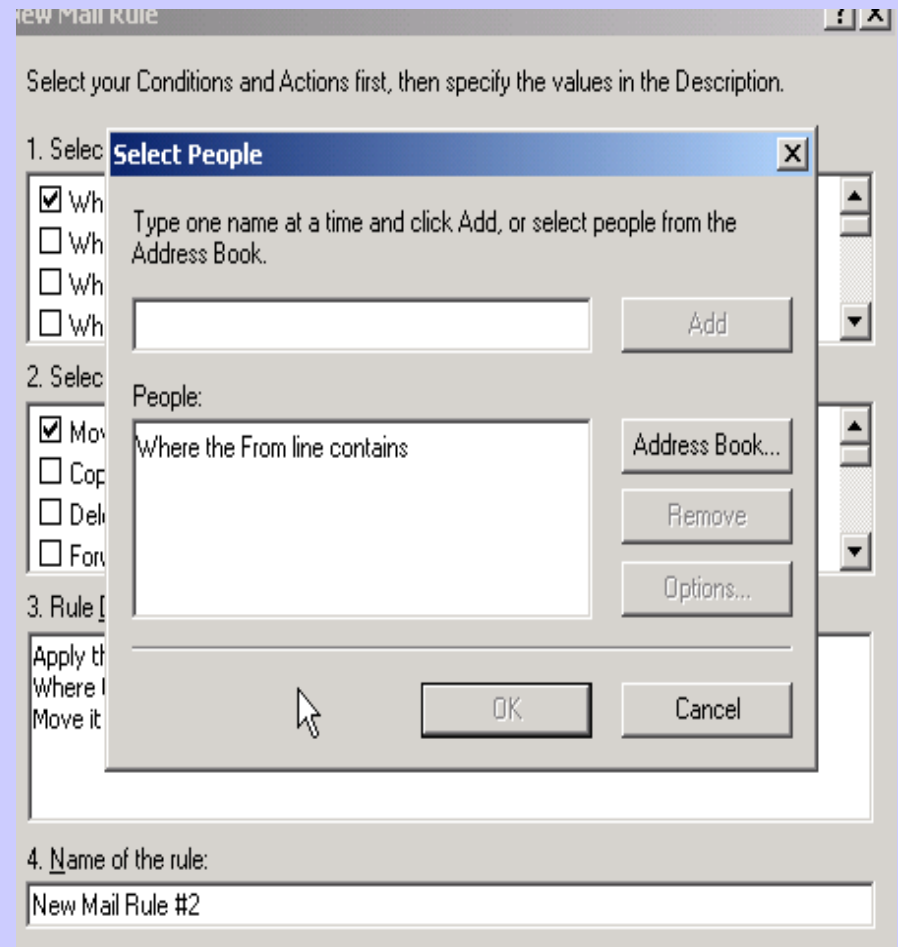 New Mail Rule
Select your Conditions and Actions first, then specify the values in the Description.
1. Selec
Select People
Wh
Wh
Wh
Wh
Type one name at a time and click Add, or select people from the
Address Book.
Add
2. Selec
People:
Mov
Cop
Dele
Forv
Where the From line contains
Address Book...
Remove
Options...
3. Rule
Apply th
Where
Move it
OK
Cancel
4. Name of the rule:
New Mail Rule #2